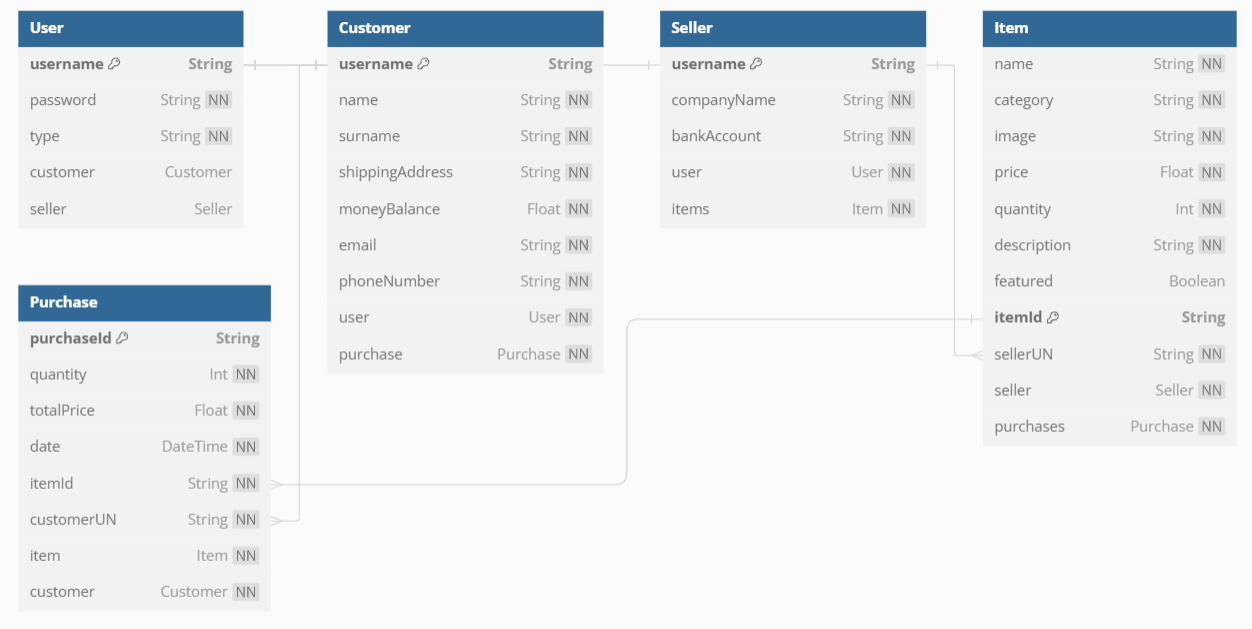 User
username String
password String NN
type String NN
customer Customer
seller Seller
Customer
username String
name String NN
surname String NN
shippingAddress String NN
moneyBalance Float NN
email String NN
phoneNumber String NN
user User NN
purchase Purchase NN
Seller
username String
companyName String NN
bankAccount String NN
user User NN
items Item NN
Item
name String NN
category String NN
image String NN
price Float NN
quantity Int NN
description String NN
featured Boolean
itemId String
sellerUN String NN
seller Seller NN
purchases Purchase NN
Purchase
purchaseId String
quantity Int NN
totalPrice Float NN
date DateTime NN
itemId String NN
customerUN String NN
item Item NN
customer Customer NN